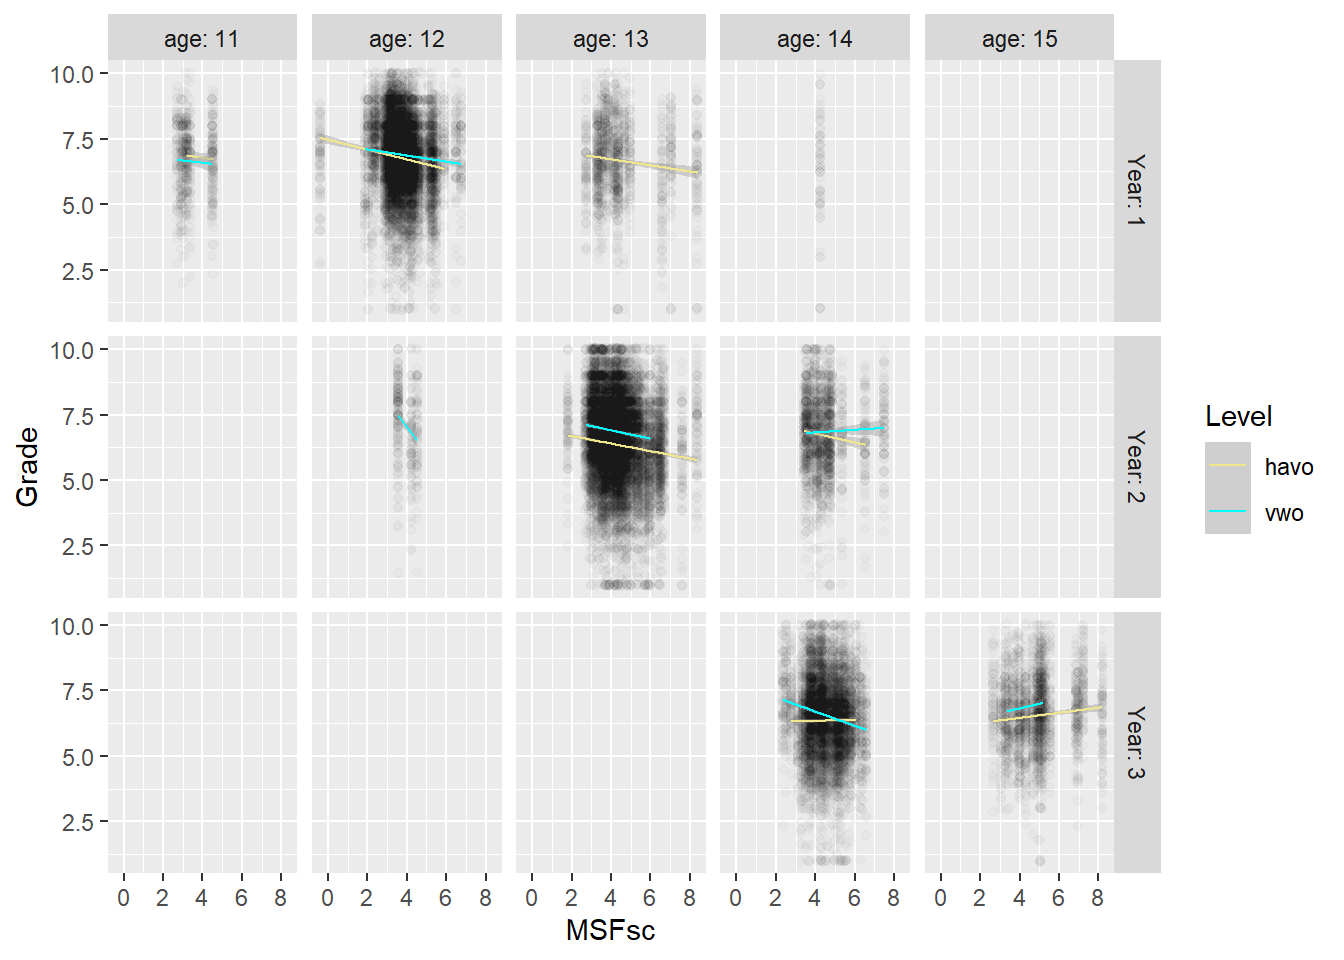 age: 11 age: 12 age: 13 age: 14 age: 15
10.0
7.5
5.0
2.5
Year: 1
10.0
7.5
5.0
2.5
Year: 2
10.0
7.5
5.0
2.5
Year: 3
Grade
0 2 4 6 8 0 2 4 6 8 0 2 4 6 8 0 2 4 6 8 0 2 4 6 8
MSFsc
Level
havo
vwo